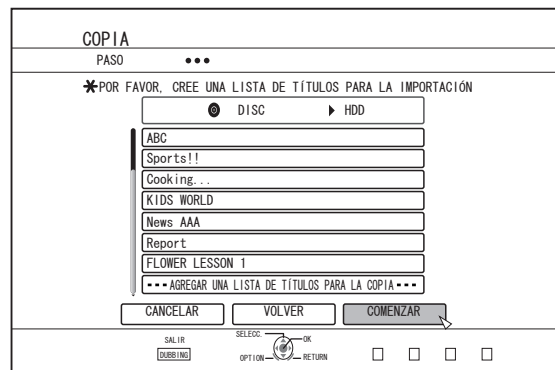 COPIA
PASO
POR FAVOR, CREE UNA LISTA DE TÍTULOS PARA LA IMPORTACIÓN
DISC HDD
ABC
Sports!!
Cooking...
KIDS WORLD
News AAA
Report
FLOWER LESSON 1
--- AGREGAR UNA LISTA DE TÍTULOS PARA LA COPIA ---
CANCELAR VOLVER COMENZAR
SALIR
DUBBING
SELECC.
OK
OPTION
RETURN